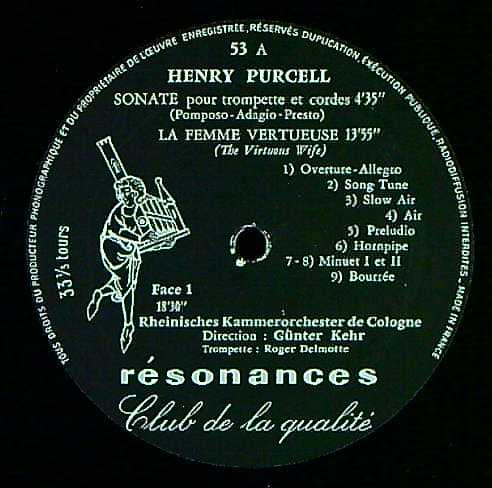 TOUS DROITS DU PRODUCTEUR PHONOGRAPHIQUE ET DU PROPRIÉTAIRE DE L'ŒUVRE ENREGISTRÉE, RÉSERVÉS DUPLICATION, EXÉCUTION PUBLIQUE, RADIODIFFUSION INTERDITES - MADE IN FRANCE
53 A
HENRY PURCELL
SONATE pour trompette et cordes 4'35"
(Pomposo-Adagio-Presto)
LA FEMME VERTUEUSE 13'55"
(The Virtuous Wife)
1) Overture-Allegro
2) Song Tune
3) Slow Air
4) Air
5) Preludio
6) Hornpipe
7-8) Minuet I et II
9) Bourrée
33⅓ tours
Face 1
18'30"
Rheinisches Kammerorchester de Cologne
Direction : Günter Kehr
Trompette : Roger Delmotte
résonances
Club de la qualité